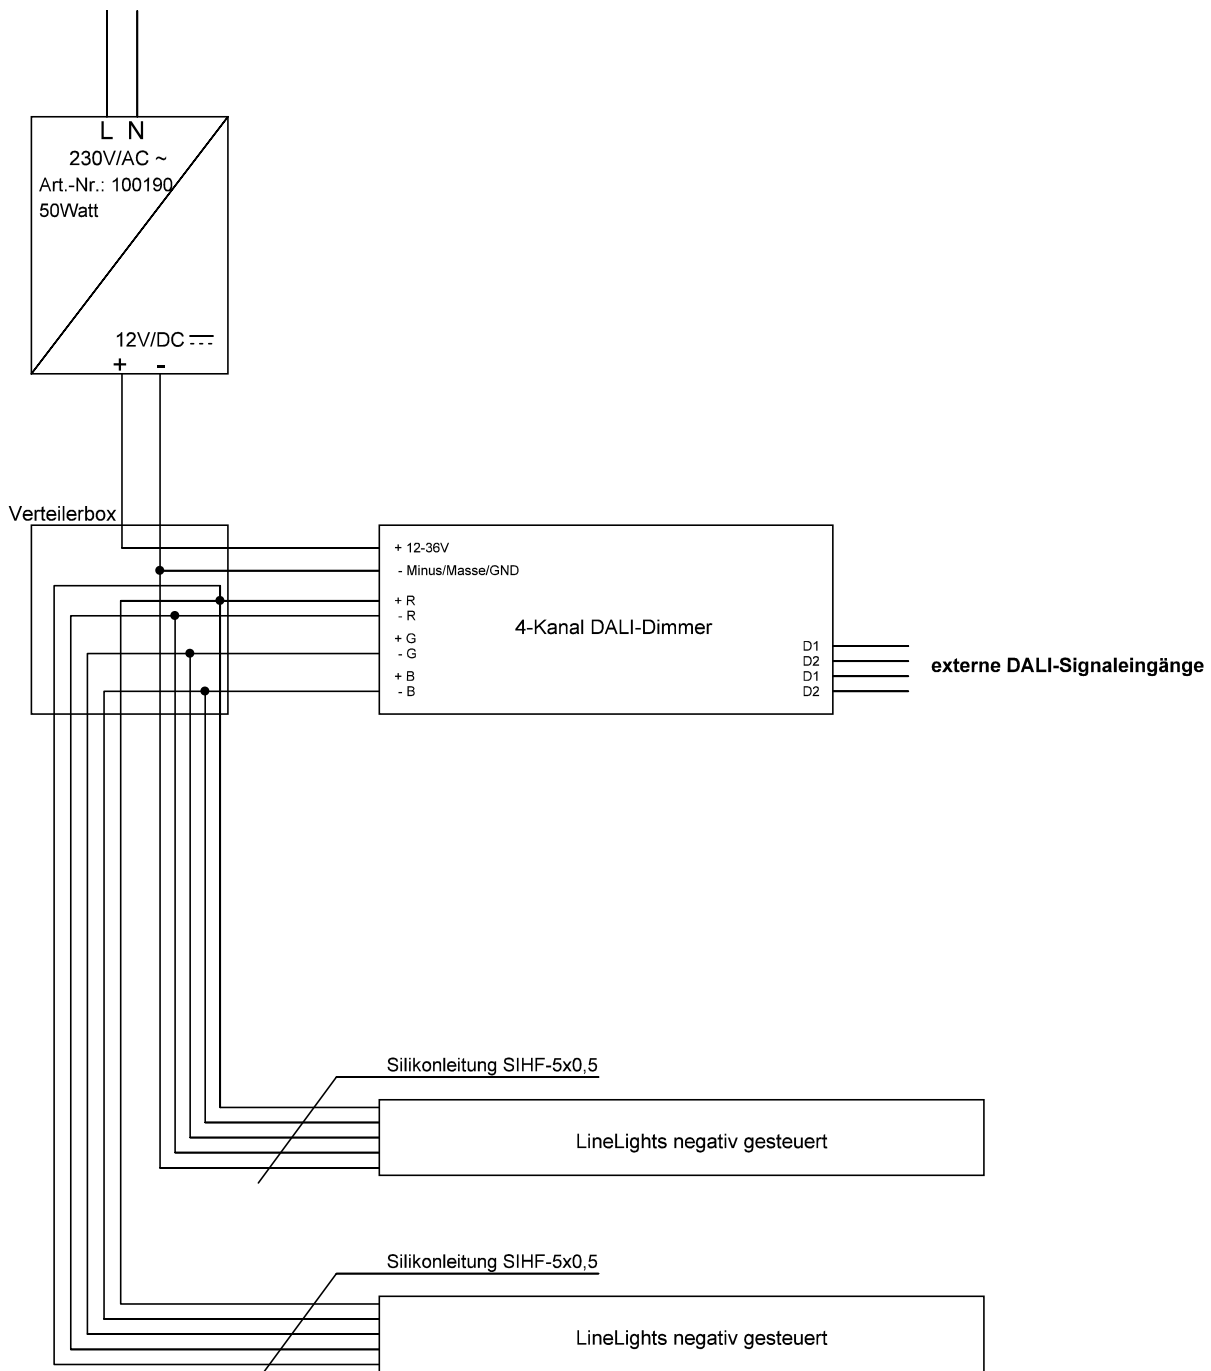 L N
230V/AC ~
Art.-Nr.: 100190
50Watt
12V/DC
+ -
Verteilerbox
+ 12-36V
- Minus/Masse/GND
+ R
- R
+ G
- G
+ B
- B
4-Kanal DALI-Dimmer
D1
D2
D1
D2
externe DALI-Signaleingänge
Silikonleitung SIHF-5x0,5
LineLights negativ gesteuert
Silikonleitung SIHF-5x0,5
LineLights negativ gesteuert